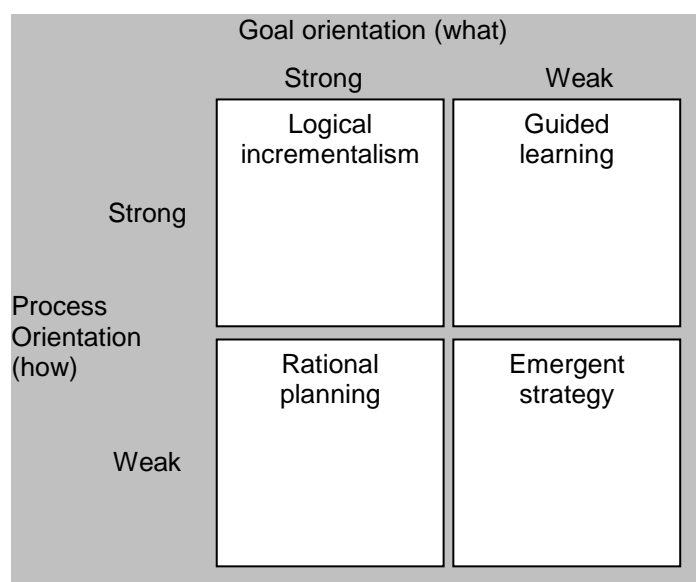 Goal orientation (what)
Strong
Weak
Logical
incrementalism
Guided
learning
Strong
Process
Orientation
(how)
Rational
planning
Emergent
strategy
Weak